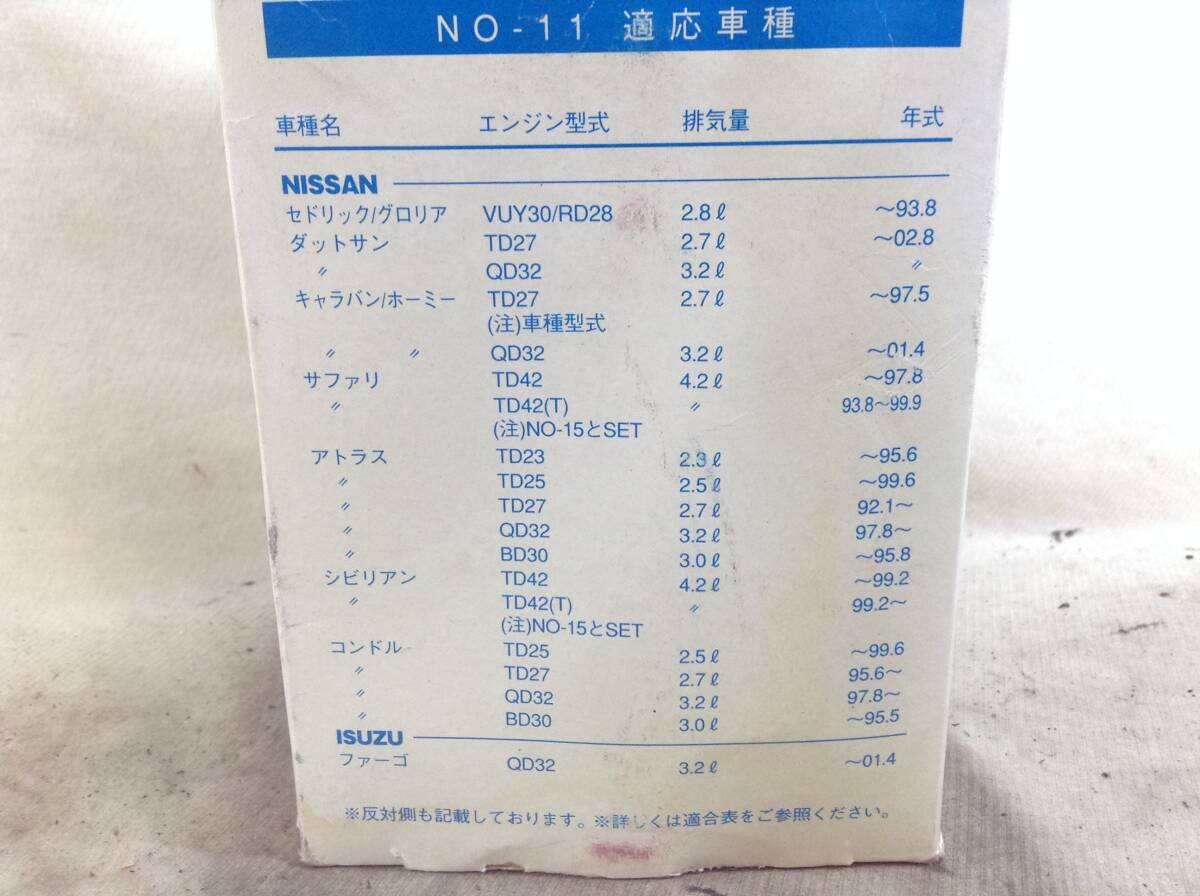 NO-11 適応車種
車種名 エンジン型式 排気量 年式
NISSAN
セドリック/グロリア VUY30/RD28 2.8ℓ ～93.8
ダットサン TD27 2.7ℓ ～02.8
〃 QD32 3.2ℓ 〃
キャラバン/ホーミー TD27 2.7ℓ ～97.5
(注)車種型式
〃 〃 QD32 3.2ℓ ～01.4
サファリ TD42 4.2ℓ ～97.8
〃 TD42(T) 〃 93.8～99.9
(注)NO-15とSET
アトラス TD23 2.3ℓ ～95.6
〃 TD25 2.5ℓ ～99.6
〃 TD27 2.7ℓ 92.1～
〃 QD32 3.2ℓ 97.8～
〃 BD30 3.0ℓ ～95.8
シビリアン TD42 4.2ℓ ～99.2
〃 TD42(T) 〃 99.2～
(注)NO-15とSET
コンドル TD25 2.5ℓ ～99.6
〃 TD27 2.7ℓ 95.6～
〃 QD32 3.2ℓ 97.8～
〃 BD30 3.0ℓ ～95.5
ISUZU
ファーゴ QD32 3.2ℓ ～01.4
※反対側も記載しております。※詳しくは適合表をご参照ください。